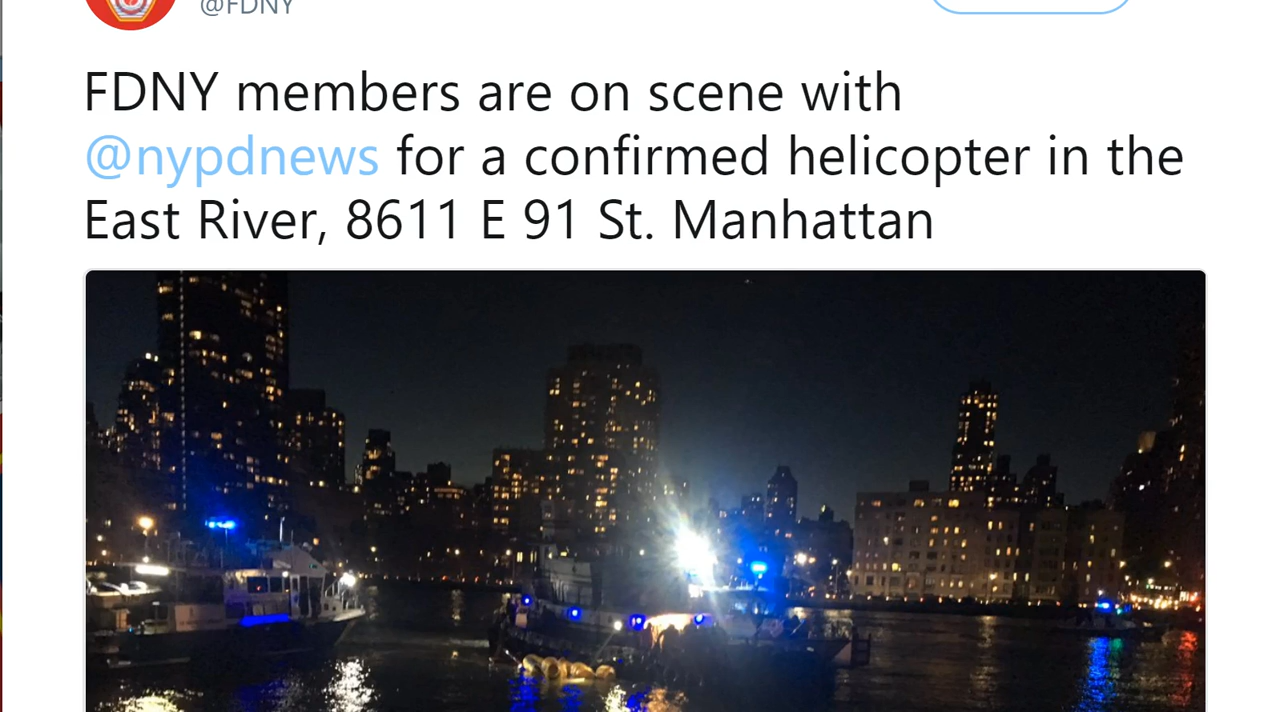 @FDNY
FDNY members are on scene with
@nypdnews for a confirmed helicopter in the
East River, 8611 E 91 St. Manhattan